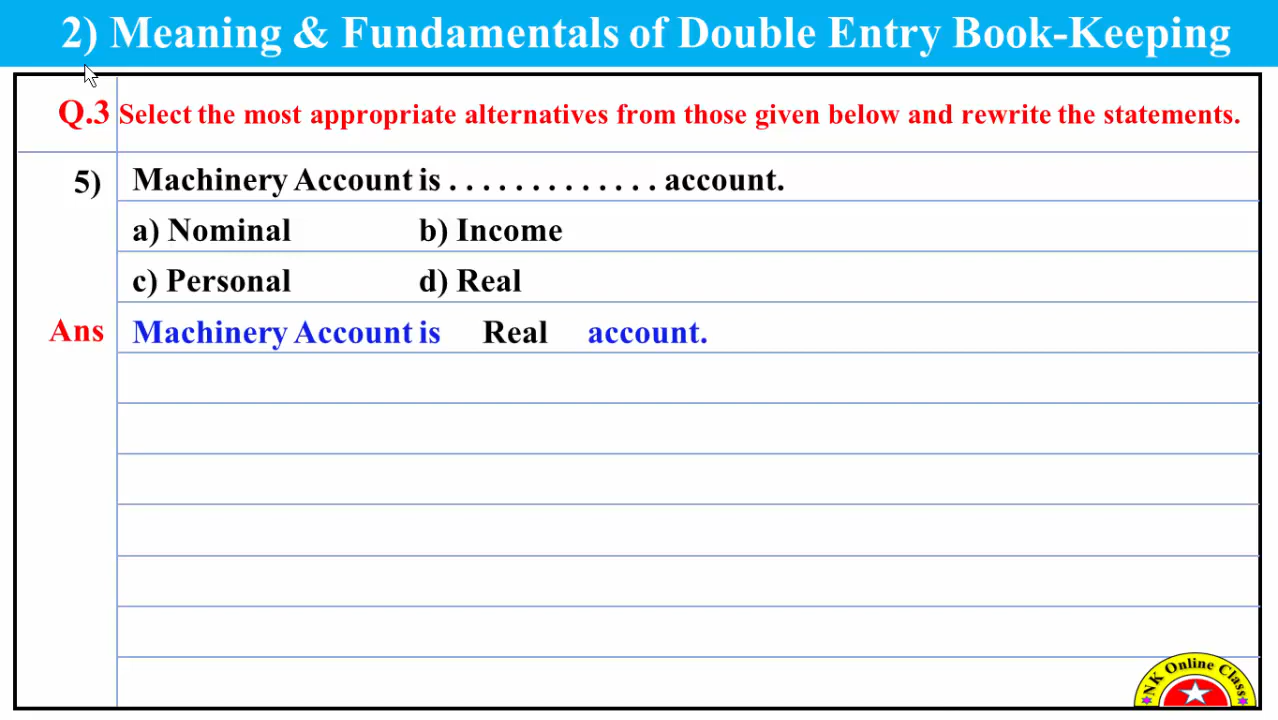 2) Meaning & Fundamentals of Double Entry Book-Keeping
Q.3 Select the most appropriate alternatives from those given below and rewrite the statements.
5) Machinery Account is . . . . . . . . . . . . . account.
a) Nominal b) Income
c) Personal d) Real
Ans Machinery Account is Real account.
NK Online Class